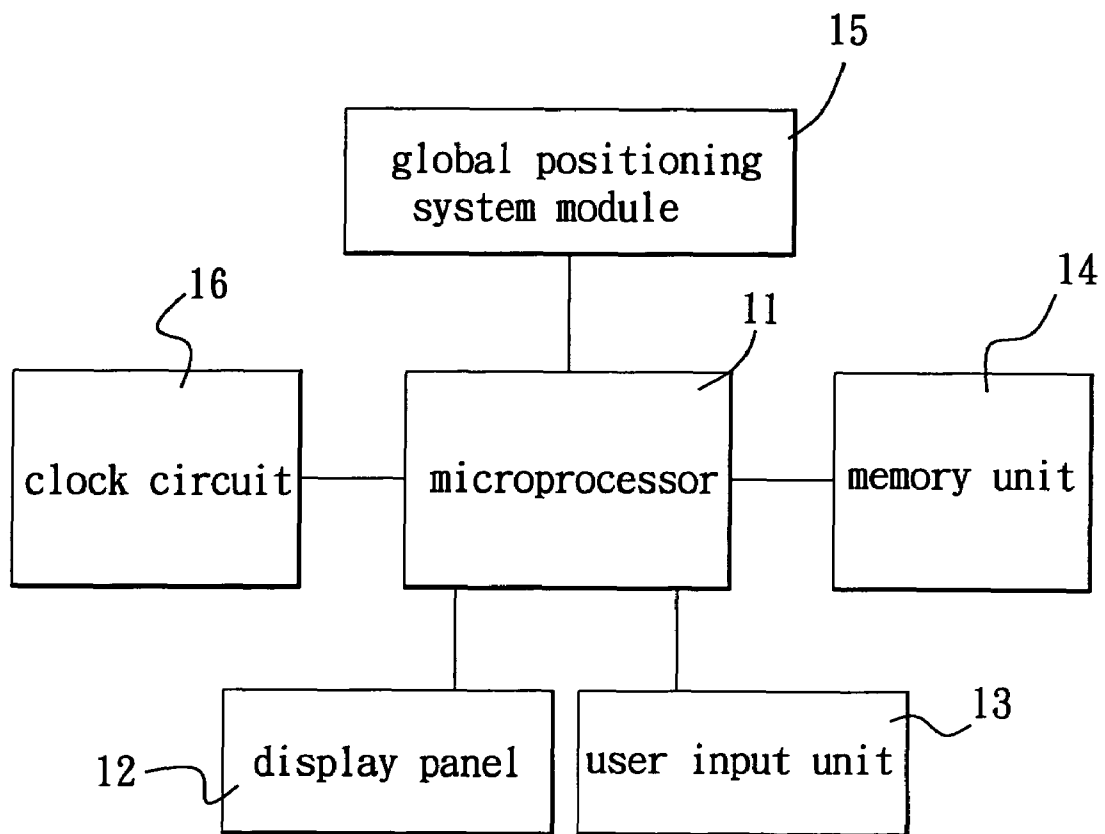 15
global positioning
system module
16
11
14
clock circuit
microprocessor
memory unit
12
display panel
user input unit
13